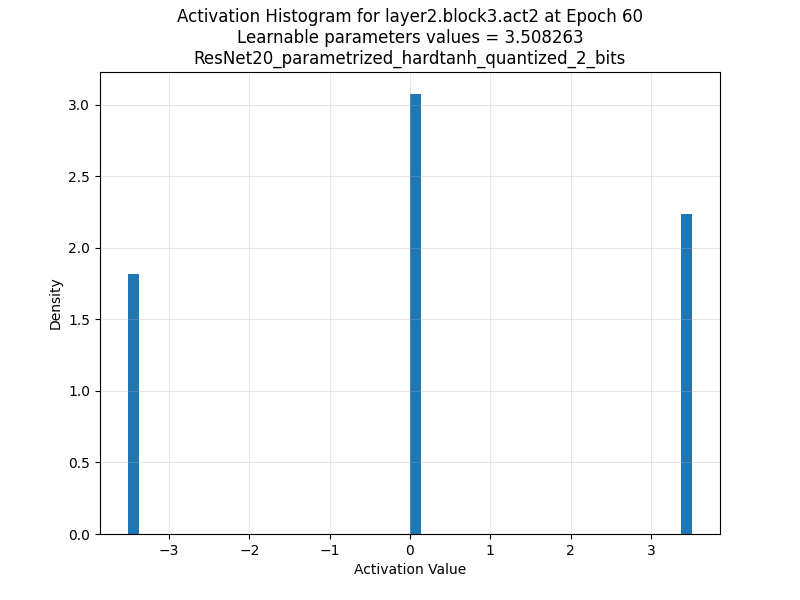 Activation Histogram for layer2.block3.act2 at Epoch 60
Learnable parameters values = 3.508263
ResNet20_parametrized_hardtanh_quantized_2_bits
3.0
2.5
2.0
1.5
1.0
0.5
0.0
Density
−3
−2
−1
0
1
2
3
Activation Value